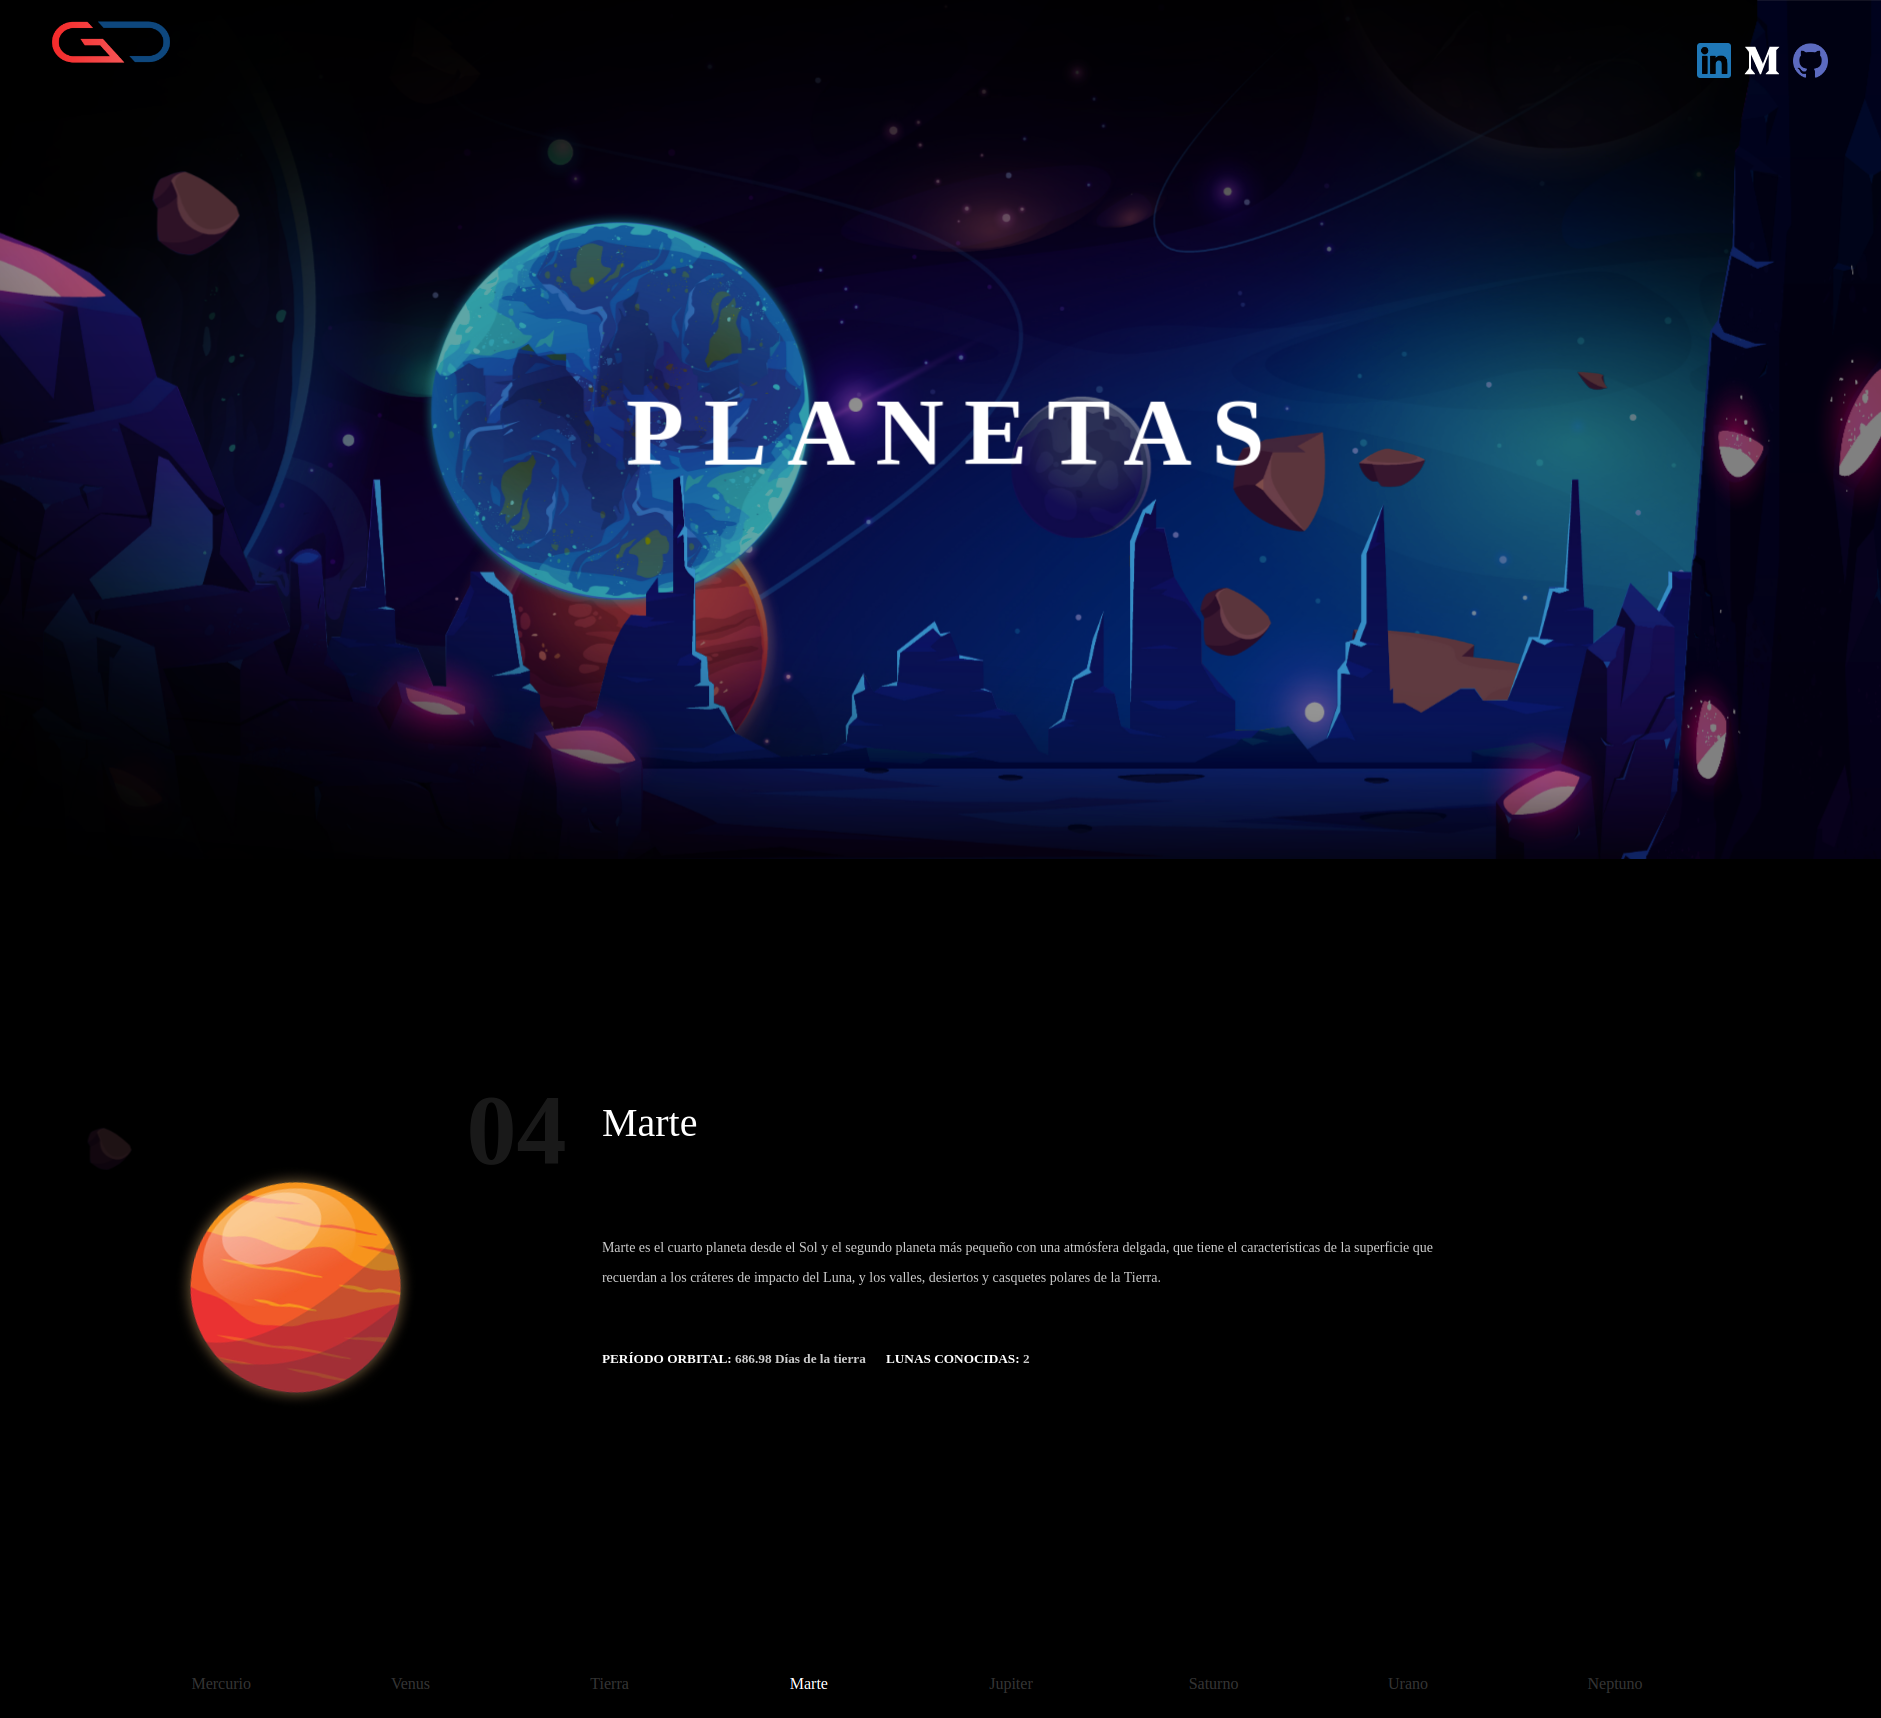 PLANETAS
04
Marte
Marte es el cuarto planeta desde el Sol y el segundo planeta más pequeño con una atmósfera delgada, que tiene el características de la superficie que
recuerdan a los cráteres de impacto del Luna, y los valles, desiertos y casquetes polares de la Tierra.
PERÍODO ORBITAL: 686.98 Días de la tierra LUNAS CONOCIDAS: 2
Mercurio Venus Tierra Marte Jupiter Saturno Urano Neptuno